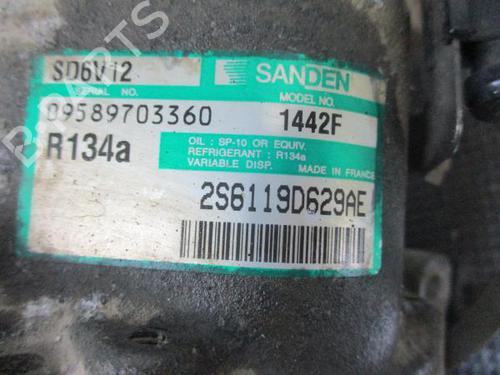 SD6V12
SANDEN
SERIAL NO.
MODEL NO.
09589703360
1442F
R134a
OIL : SP-10 OR EQUIV.
REFRIGERANT : R134a
VARIABLE DISP.
MADE IN FRANCE
2S6119D629AE